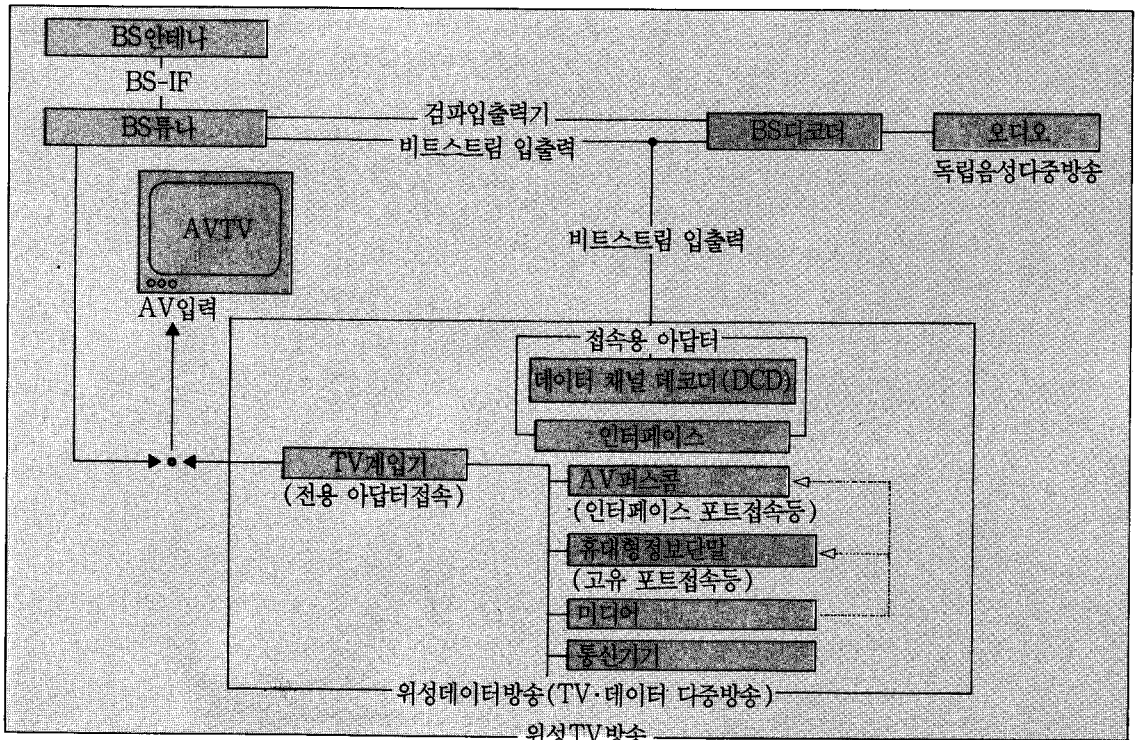 BS안테나
BS-IF
BS튜나
검파입출력기
비트스트림 입출력
BS디코더
오디오
독립음성다중방송
AVTV
AV입력
비트스트림 입출력
접속용 아답터
데이터 채널 데코더(DCD)
인터페이스
TV게임기
(전용 아답터접속)
AV퍼스콤
(인터페이스 포트접속등)
휴대형정보단말
(고유 포트접속등)
미디어
통신기기
위성데이터방송(TV·데이터 다중방송)
위성TV방송